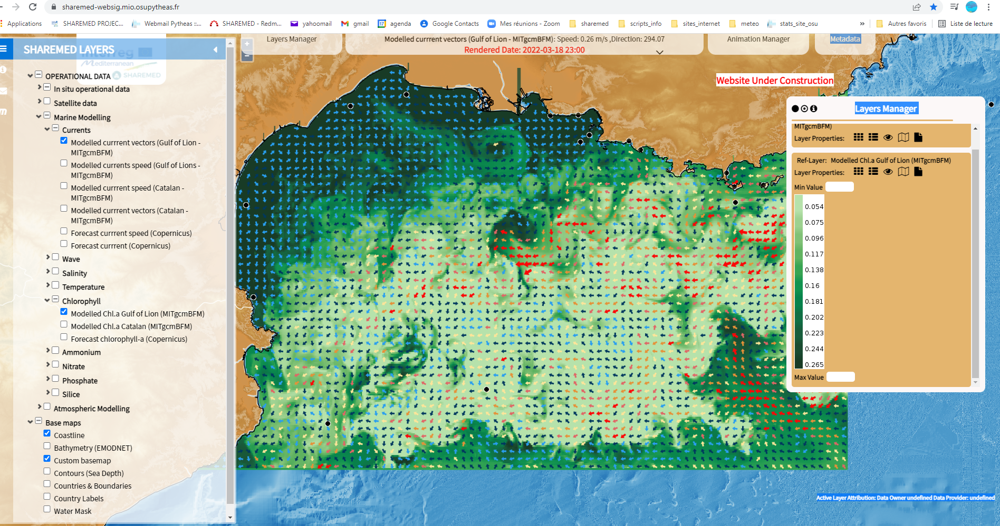 sharemed-websig.mio.osupytheas.fr
Applications
SHAREMED PROJEC...
Webmail Pytheas ::...
SHAREMED - Redm...
yahoomail
gmail
17
agenda
Google Contacts
Mes réunions - Zoom
sharemed
scripts_info
sites_internet
meteo
stats_site_osu
»
Autres favoris
Liste de lecture
SHAREMED LAYERS
Interreg
Mediterranean
SHAREMED
OPERATIONAL DATA
In situ operational data
Satellite data
Marine Modelling
Currents
Modelled currrent vectors (Gulf of Lion -
MITgcmBFM)
Modelled currents speed (Gulf of Lions -
MITgcmBFM)
Modelled currrent speed (Catalan -
MITgcmBFM)
Modelled currrent vectors (Catalan -
MITgcmBFM)
Forecast currrent speed (Copernicus)
Forecast currrent (Copernicus)
Wave
Salinity
Temperature
Chlorophyll
Modelled Chl.a Gulf of Lion (MITgcmBFM)
Modelled Chl.a Catalan (MITgcmBFM)
Forecast chlorophyll-a (Copernicus)
Ammonium
Nitrate
Phosphate
Silice
Atmospheric Modelling
Base maps
Coastline
Bathymetry (EMODNET)
Custom basemap
Contours (Sea Depth)
Countries & Boundaries
Country Labels
Water Mask
+
−
Layers Manager
Modelled currrent vectors (Gulf of Lion - MITgcmBFM): Speed: 0.26 m/s ,Direction: 294.07
Rendered Date: 2022-03-18 23:00
Animation Manager
Metadata
Website Under Construction
Layers Manager
MITgcmBFM)
Layer Properties:
Ref-Layer: Modelled Chl.a Gulf of Lion (MITgcmBFM)
Layer Properties:
Min Value
0.054
0.075
0.096
0.117
0.138
0.16
0.181
0.202
0.223
0.244
0.265
Max Value
Active Layer Attribution: Data Owner undefined Data Provider: undefined